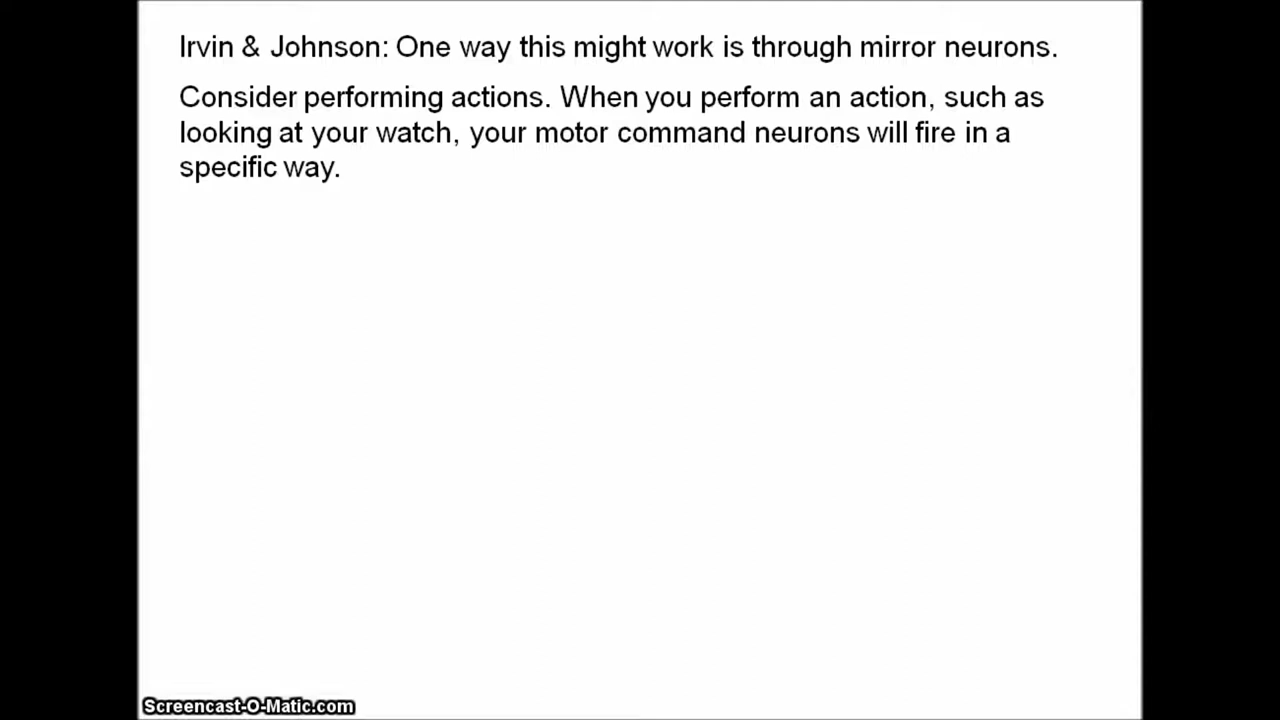 Irvin & Johnson: One way this might work is through mirror neurons.
Consider performing actions. When you perform an action, such as
looking at your watch, your motor command neurons will fire in a
specific way.
Screencast-O-Matic.com